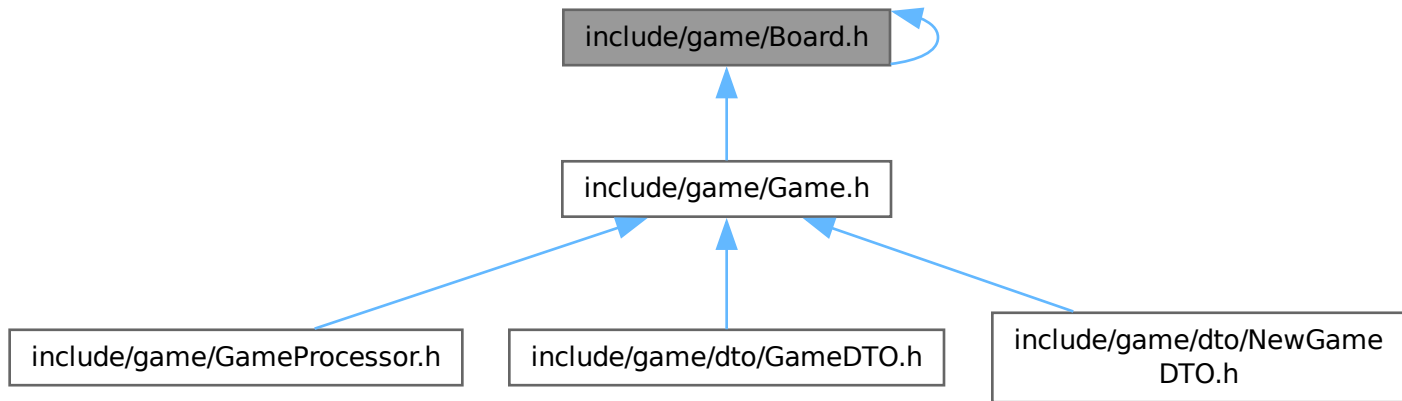 include/game/Board.h
include/game/Game.h
include/game/GameProcessor.h
include/game/dto/GameDTO.h
include/game/dto/NewGame
DTO.h